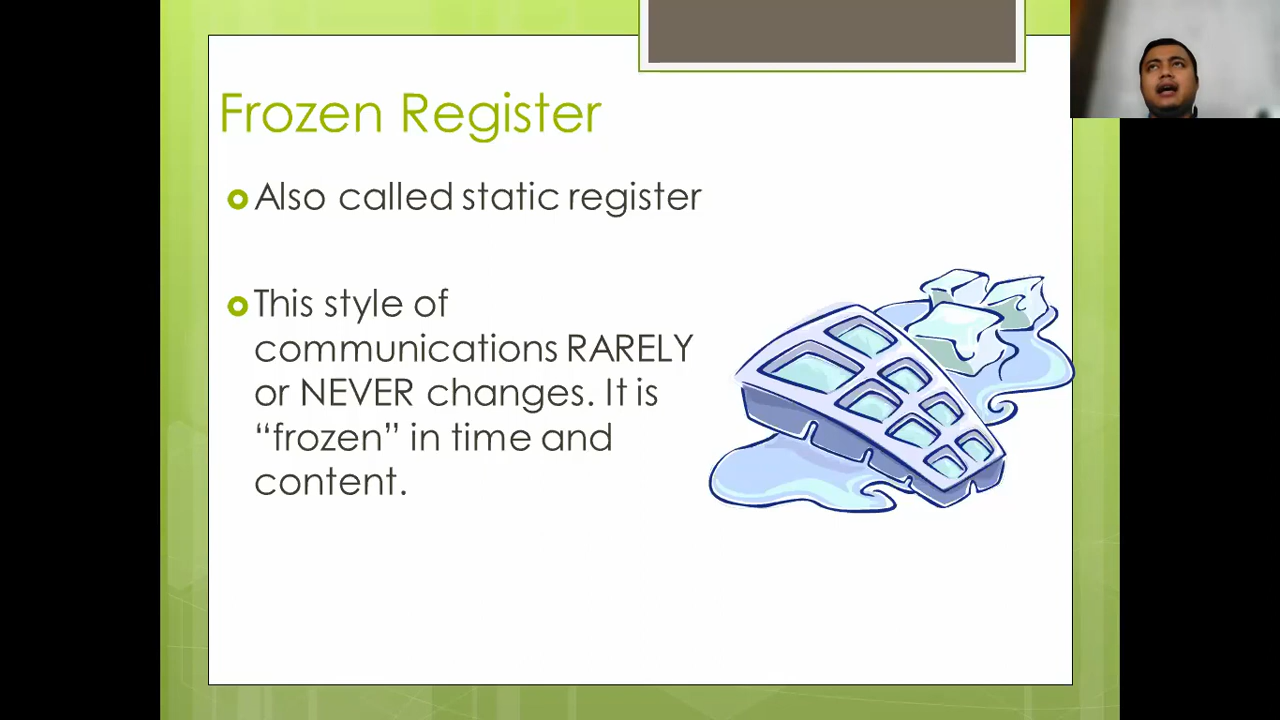 Frozen Register
Also called static register
This style of
communications RARELY
or NEVER changes. It is
“frozen” in time and
content.